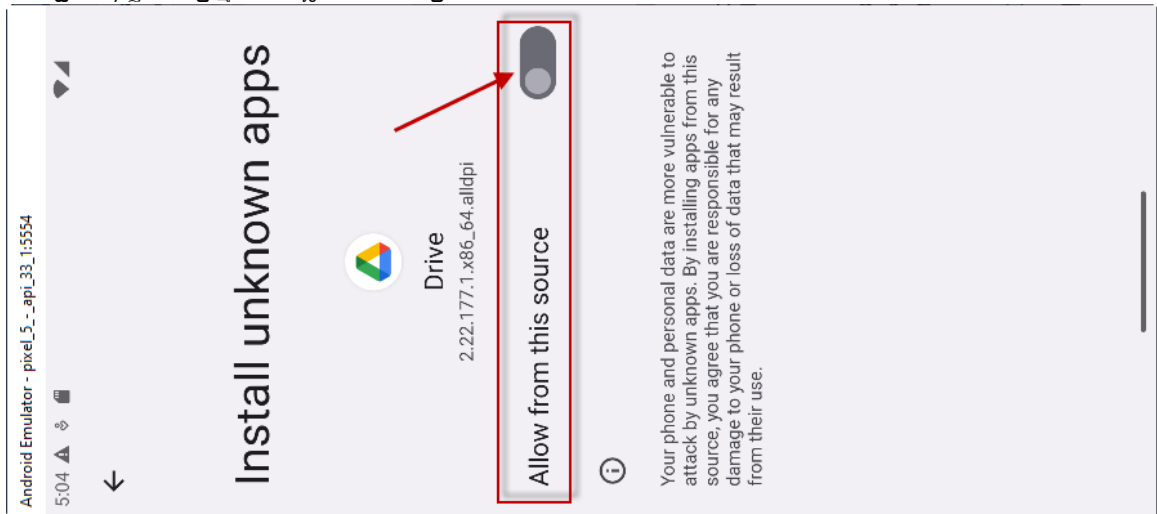 Android Emulator - pixel_5_-_api_33_1:5554
5:04
Install unknown apps
Drive
2.22.177.1.x86_64.alldpi
Allow from this source
Your phone and personal data are more vulnerable to
attack by unknown apps. By installing apps from this
source, you agree that you are responsible for any
damage to your phone or loss of data that may result
from their use.